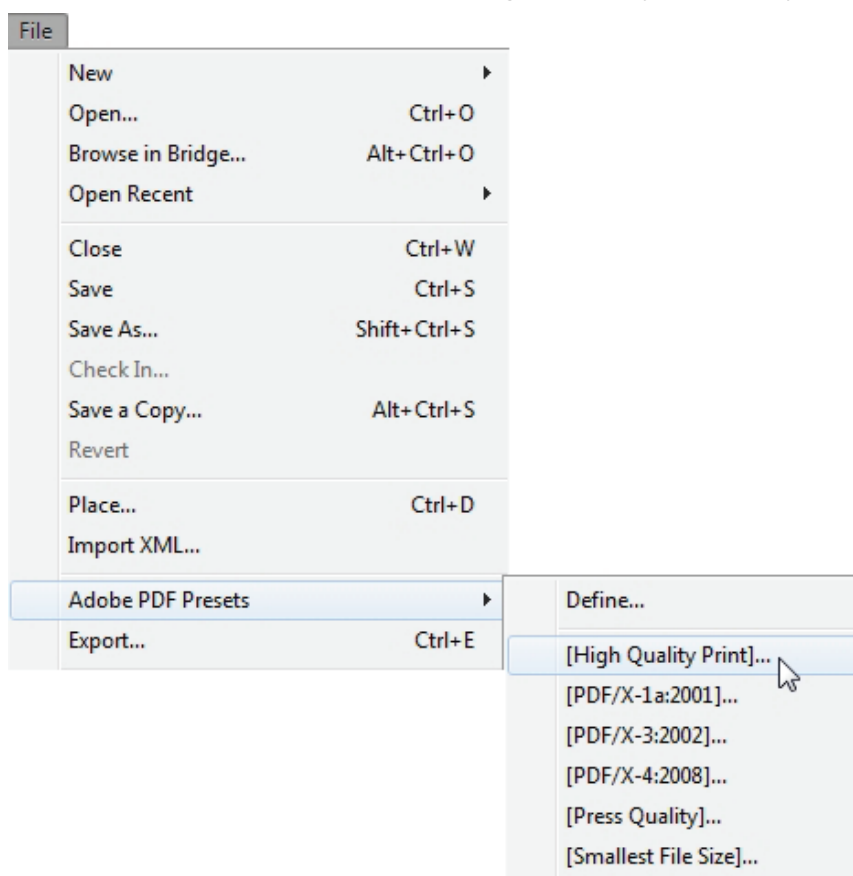 File
New
Open... Ctrl+O
Browse in Bridge... Alt+Ctrl+O
Open Recent
Close Ctrl+W
Save Ctrl+S
Save As... Shift+Ctrl+S
Check In...
Save a Copy... Alt+Ctrl+S
Revert
Place... Ctrl+D
Import XML...
Adobe PDF Presets
Export... Ctrl+E
Define...
[High Quality Print]...
[PDF/X-1a:2001]...
[PDF/X-3:2002]...
[PDF/X-4:2008]...
[Press Quality]...
[Smallest File Size]...